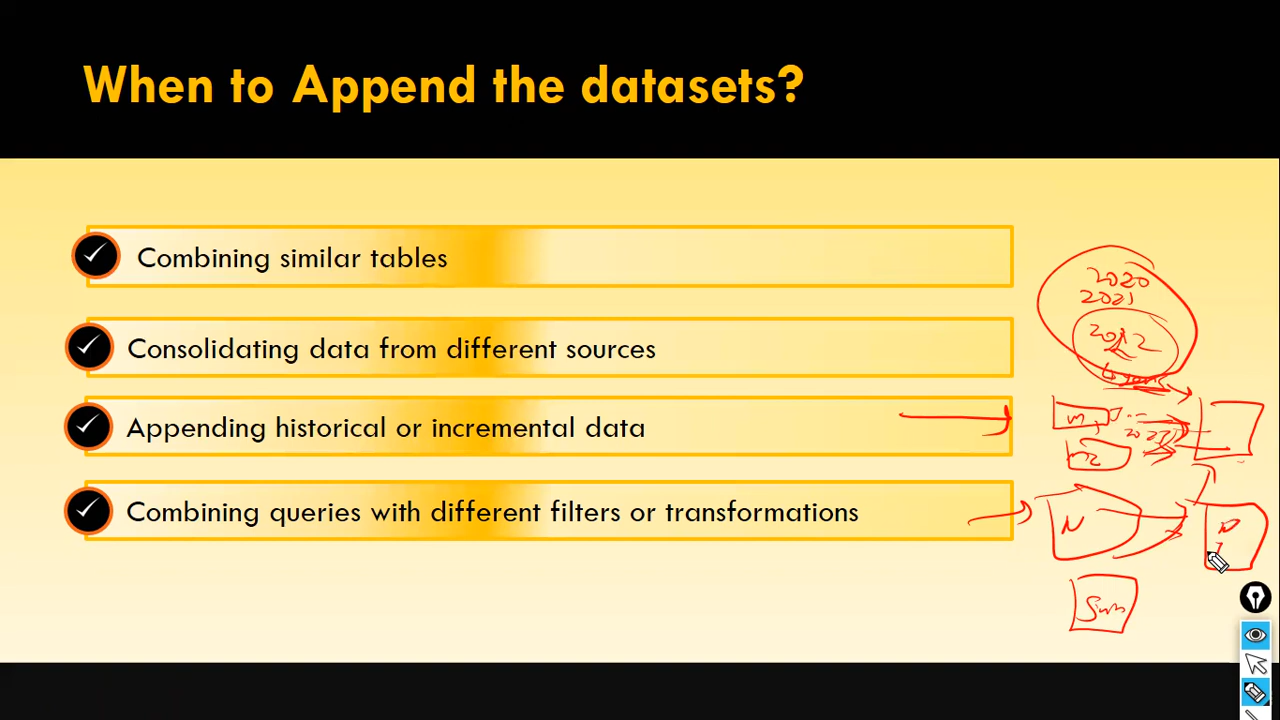 When to Append the datasets?
Combining similar tables
Consolidating data from different sources
Appending historical or incremental data
Combining queries with different filters or transformations
2020
2021
N